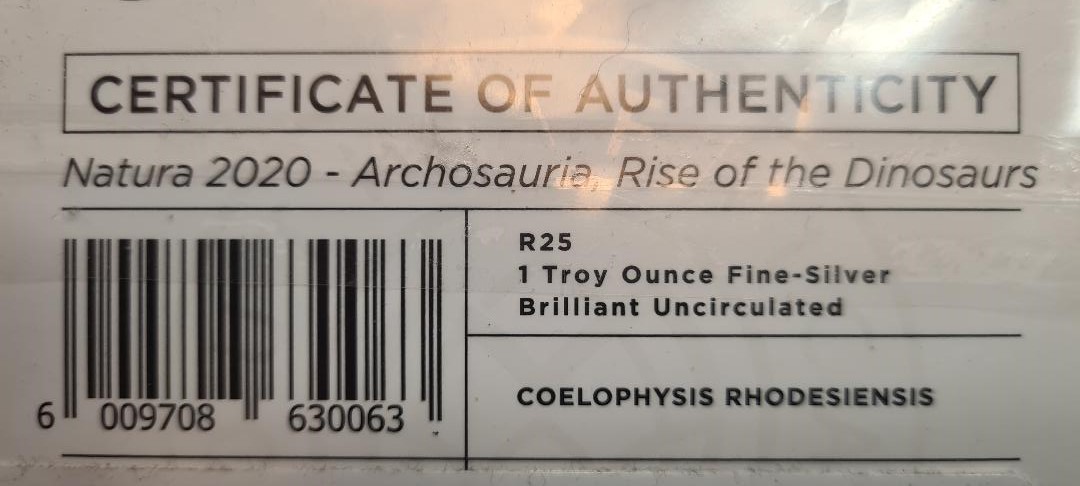 CERTIFICATE OF AUTHENTICITY
Natura 2020 - Archosauria, Rise of the Dinosaurs
R25
1 Troy Ounce Fine-Silver
Brilliant Uncirculated
COELOPHYSIS RHODESIENSIS
6 009708 630063